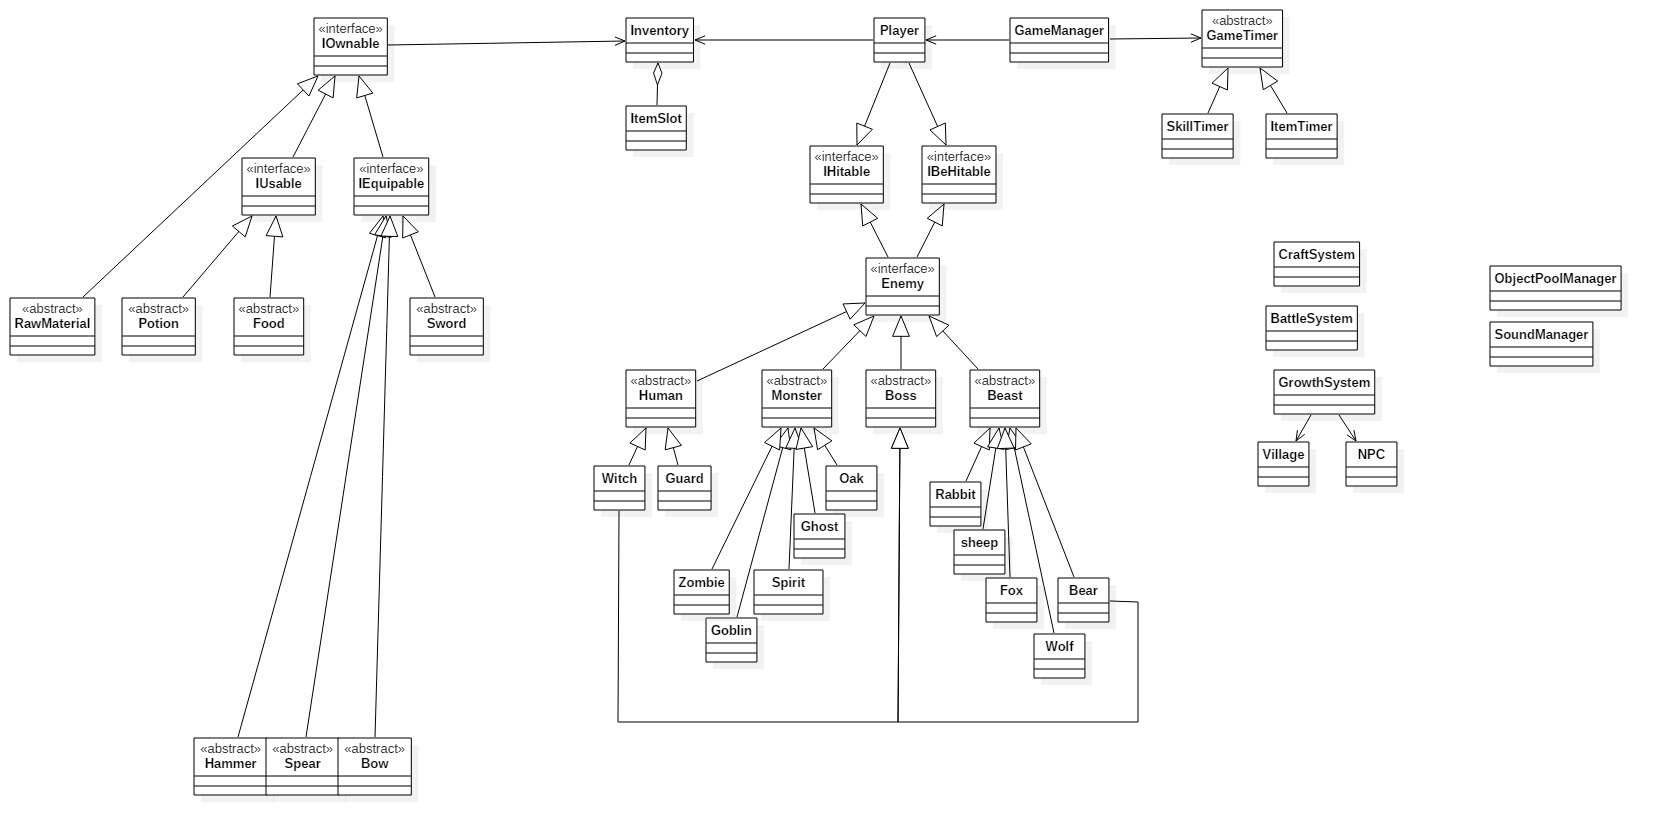 «interface»
IOwnable
Inventory
Player
GameManager
«abstract»
GameTimer
ItemSlot
SkillTimer
ItemTimer
«interface»
IHitable
«interface»
IBeHitable
«interface»
IUsable
«interface»
IEquipable
CraftSystem
ObjectPoolManager
«interface»
Enemy
«abstract»
RawMaterial
«abstract»
Potion
«abstract»
Food
«abstract»
Sword
BattleSystem
SoundManager
«abstract»
Human
«abstract»
Monster
«abstract»
Boss
«abstract»
Beast
GrowthSystem
Village
NPC
Witch
Guard
Oak
Rabbit
Ghost
sheep
Zombie
Spirit
Fox
Bear
Goblin
Wolf
«abstract»
Hammer
«abstract»
Spear
«abstract»
Bow